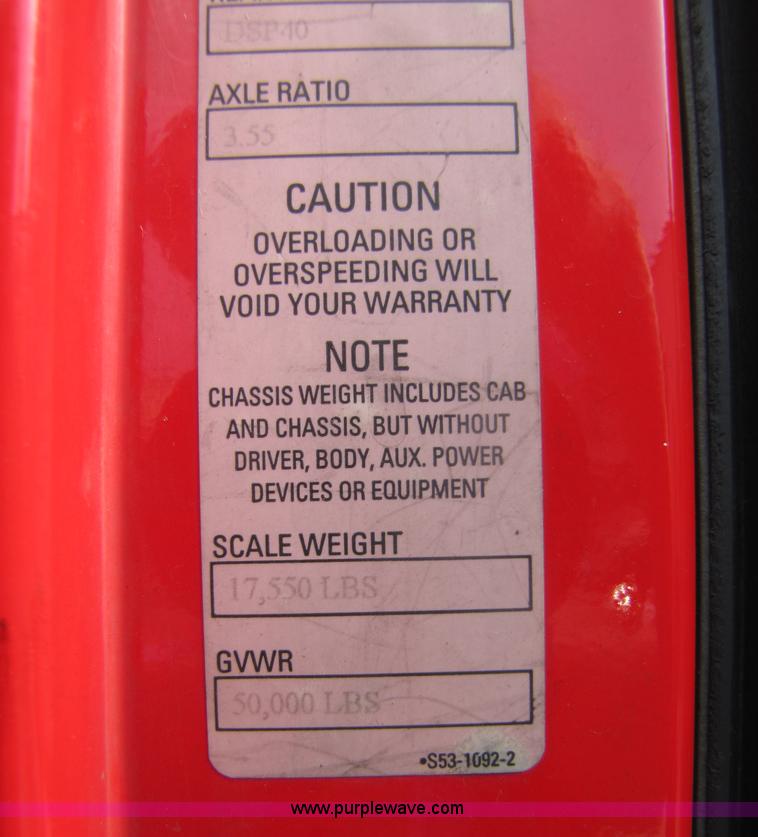 DSP40
AXLE RATIO
3.55
CAUTION
OVERLOADING OR
OVERSPEEDING WILL
VOID YOUR WARRANTY
NOTE
CHASSIS WEIGHT INCLUDES CAB
AND CHASSIS, BUT WITHOUT
DRIVER, BODY, AUX. POWER
DEVICES OR EQUIPMENT
SCALE WEIGHT
17,550 LBS
GVWR
50,000 LBS
•S53-1092-2
www.purplewave.com